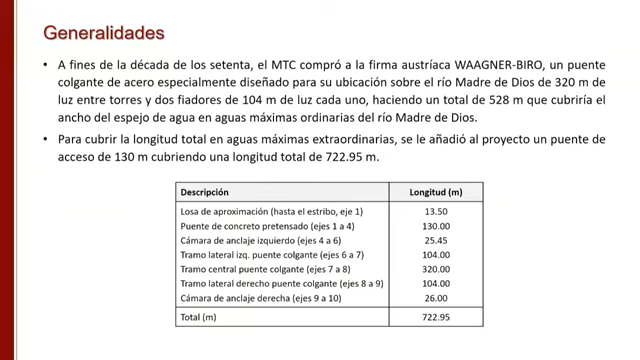 Generalidades
• A fines de la década de los setenta, el MTC compró a la firma austríaca WAAGNER-BIRO, un puente
colgante de acero especialmente diseñado para su ubicación sobre el río Madre de Dios de 320 m de
luz entre torres y dos fiadores de 104 m de luz cada uno, haciendo un total de 528 m que cubriría el
ancho del espejo de agua en aguas máximas ordinarias del río Madre de Dios.
• Para cubrir la longitud total en aguas máximas extraordinarias, se le añadió al proyecto un puente de
acceso de 130 m cubriendo una longitud total de 722.95 m.
Descripción Longitud (m)
Losa de aproximación (hasta el estribo, eje 1) 13.50
Puente de concreto pretensado (ejes 1 a 4) 130.00
Cámara de anclaje izquierdo (ejes 4 a 6) 25.45
Tramo lateral izq. puente colgante (ejes 6 a 7) 104.00
Tramo central puente colgante (ejes 7 a 8) 320.00
Tramo lateral derecho puente colgante (ejes 8 a 9) 104.00
Cámara de anclaje derecha (ejes 9 a 10) 26.00
Total (m) 722.95